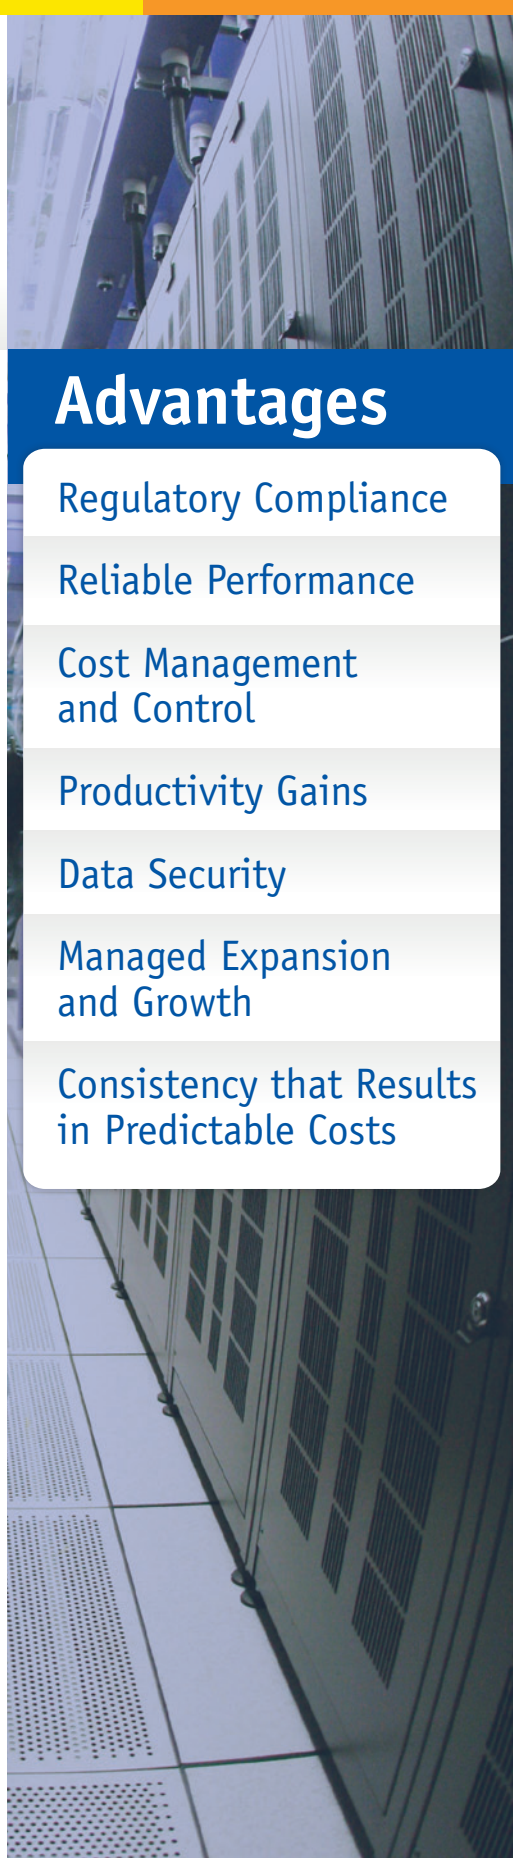 Advantages
Regulatory Compliance
Reliable Performance
Cost Management
and Control
Productivity Gains
Data Security
Managed Expansion
and Growth
Consistency that Results
in Predictable Costs